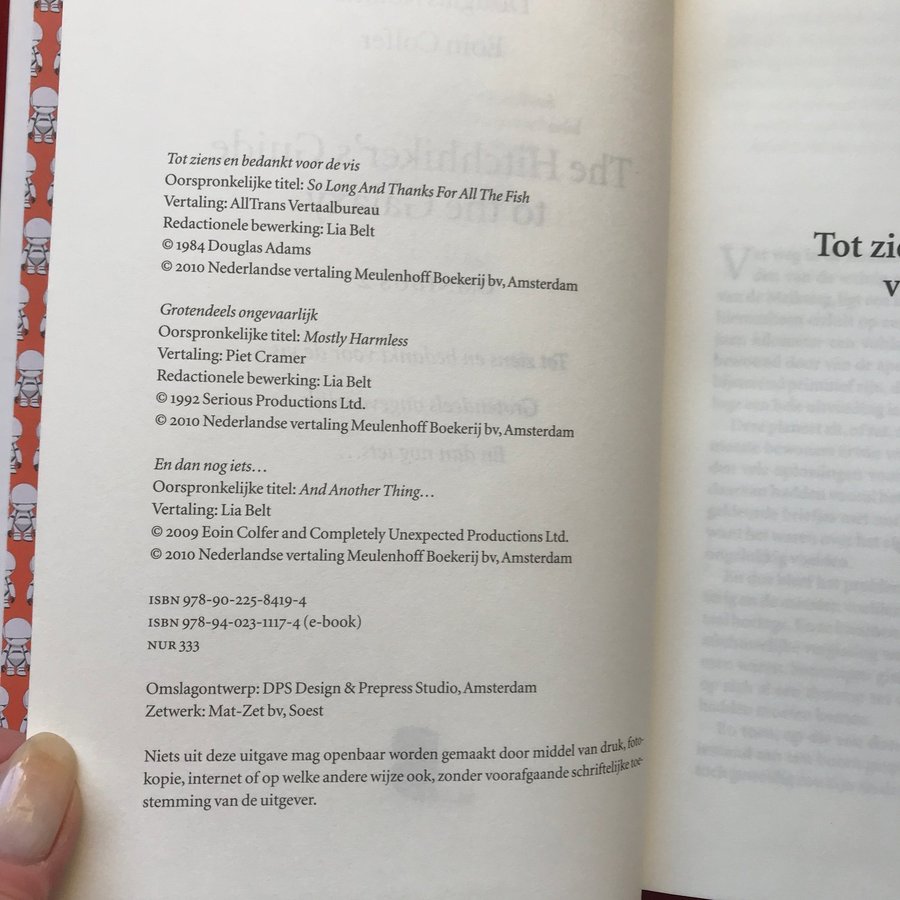 Tot ziens en bedankt voor de vis
Oorspronkelijke titel: So Long And Thanks For All The Fish
Vertaling: AllTrans Vertaalbureau
Redactionele bewerking: Lia Belt
© 1984 Douglas Adams
© 2010 Nederlandse vertaling Meulenhoff Boekerij bv, Amsterdam
Grotendeels ongevaarlijk
Oorspronkelijke titel: Mostly Harmless
Vertaling: Piet Cramer
Redactionele bewerking: Lia Belt
© 1992 Serious Productions Ltd.
© 2010 Nederlandse vertaling Meulenhoff Boekerij bv, Amsterdam
En dan nog iets…
Oorspronkelijke titel: And Another Thing…
Vertaling: Lia Belt
© 2009 Eoin Colfer and Completely Unexpected Productions Ltd.
© 2010 Nederlandse vertaling Meulenhoff Boekerij bv, Amsterdam
ISBN 978-90-225-8419-4
ISBN 978-94-023-1117-4 (e-book)
NUR 333
Omslagontwerp: DPS Design & Prepress Studio, Amsterdam
Zetwerk: Mat-Zet bv, Soest
Niets uit deze uitgave mag openbaar worden gemaakt door middel van druk, foto-
kopie, internet of op welke andere wijze ook, zonder voorafgaande schriftelijke toe-
stemming van de uitgever.
Tot zie
v